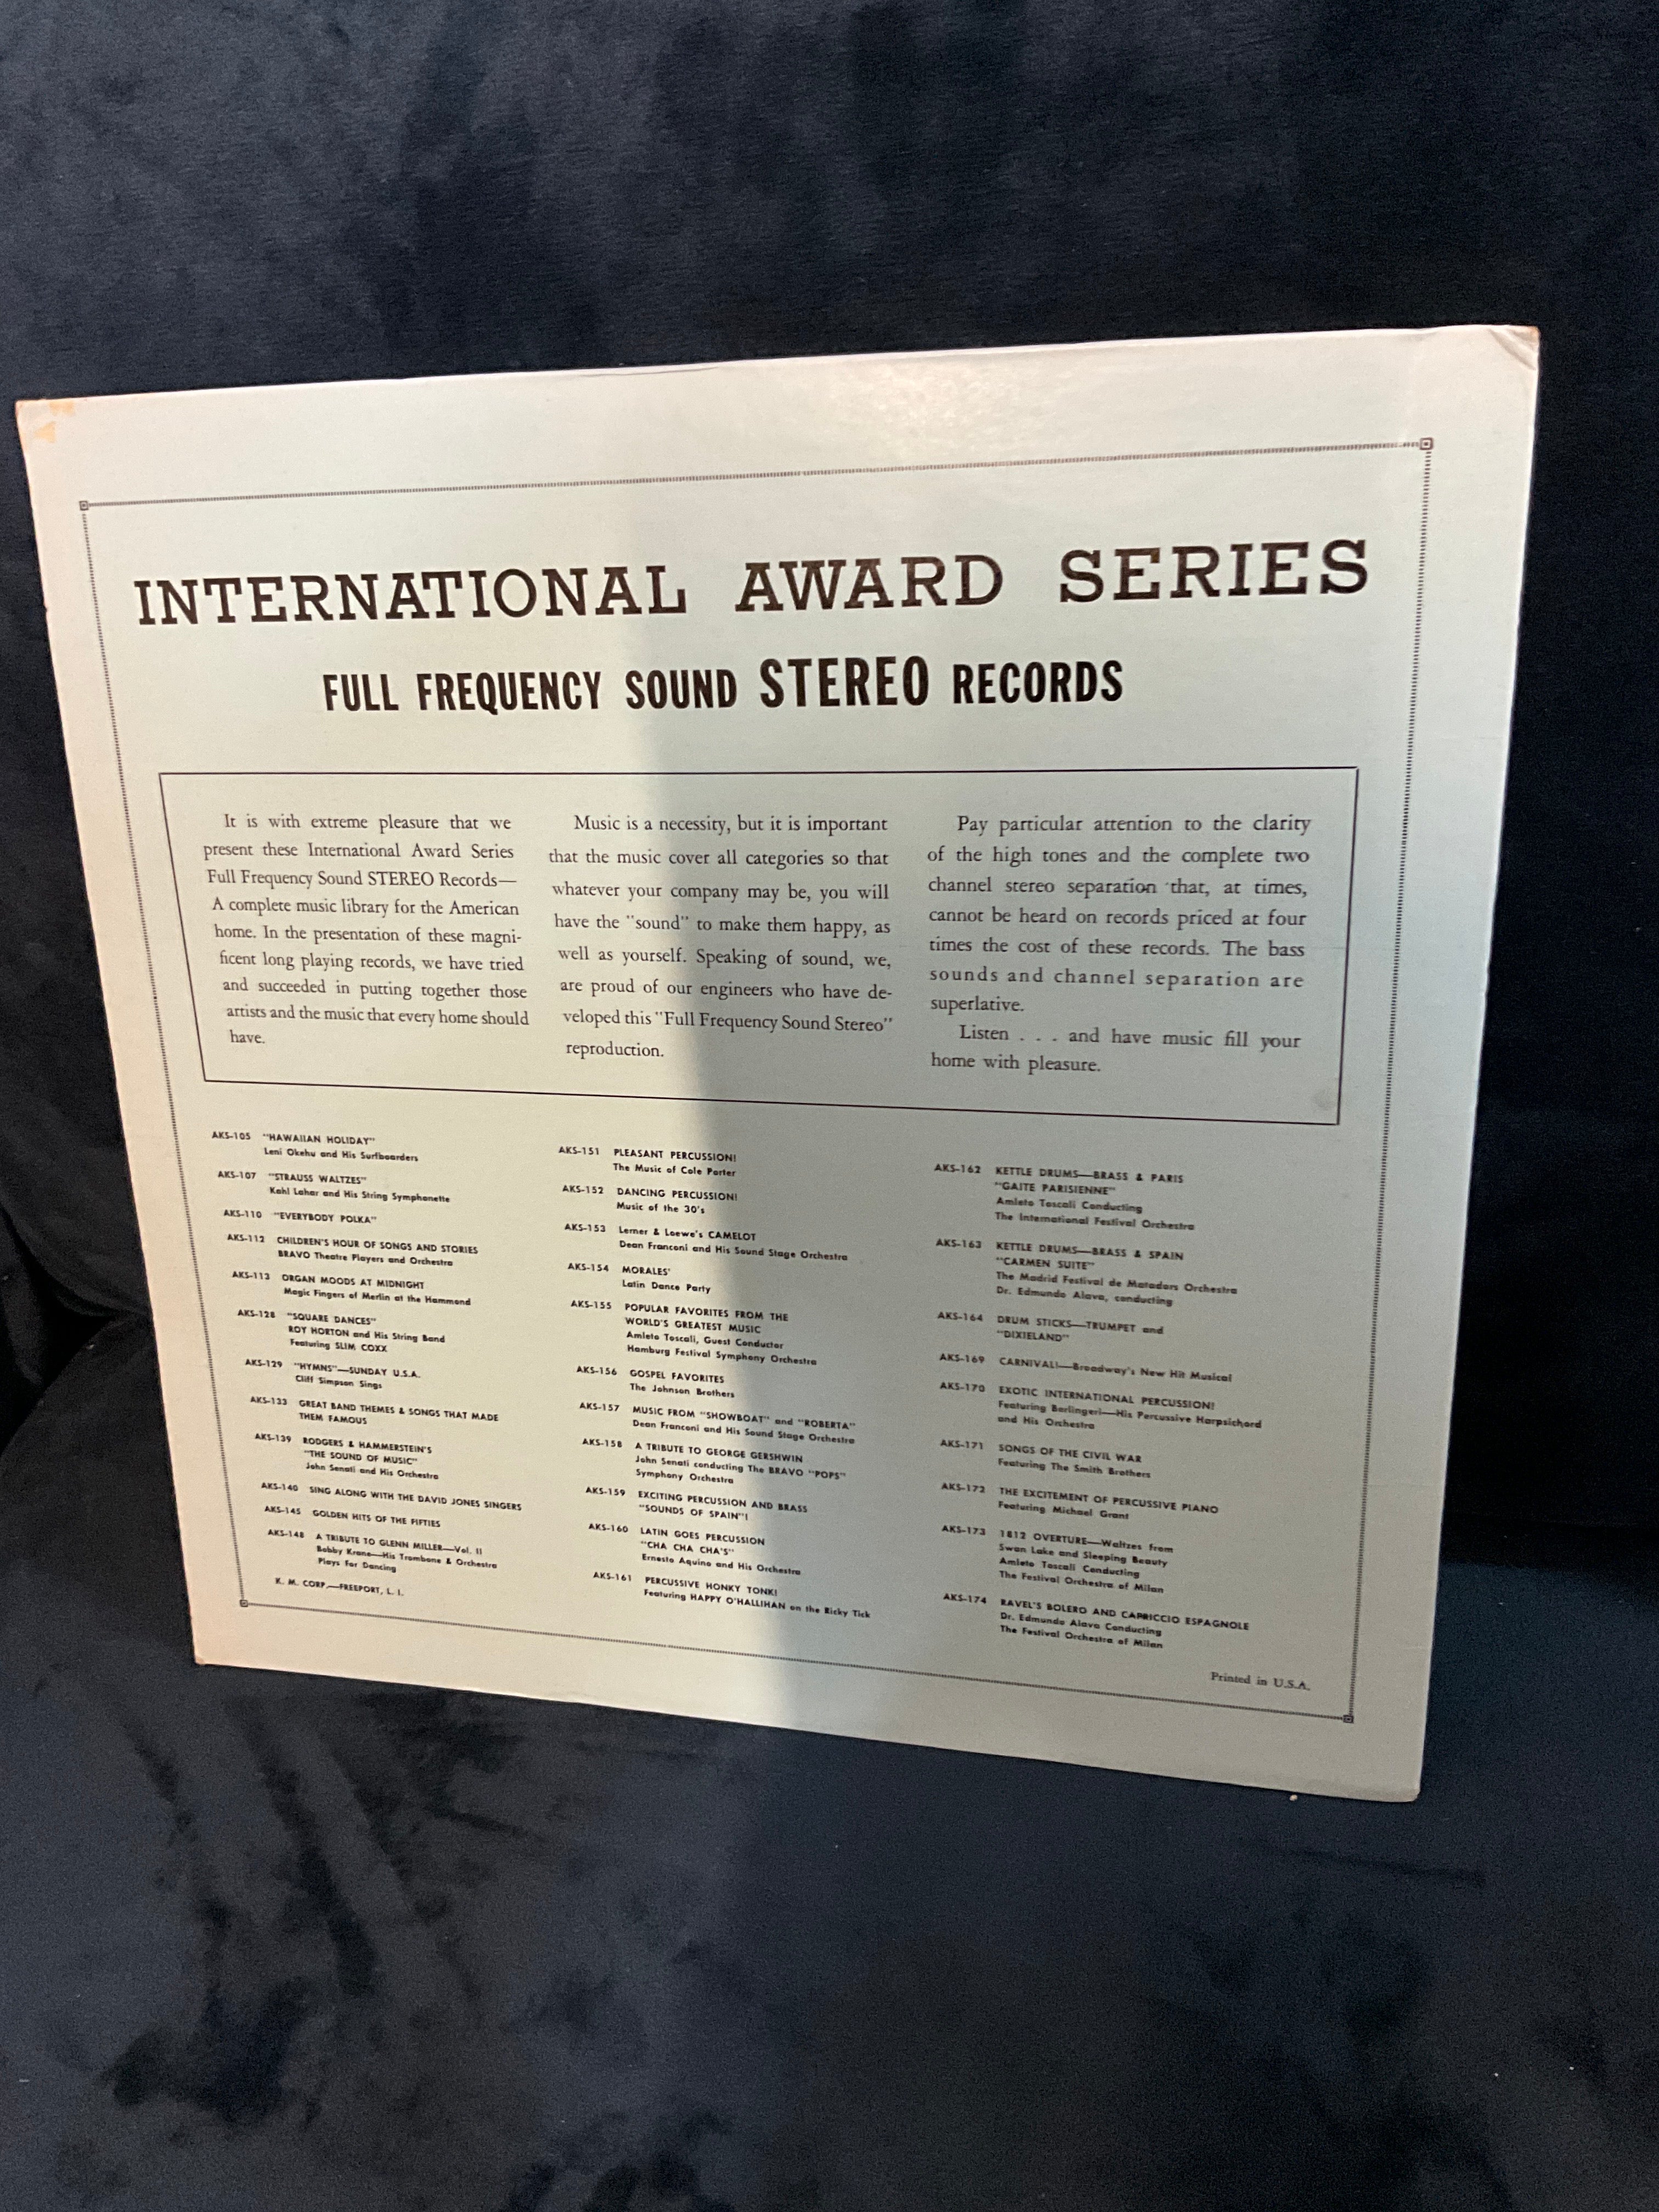 INTERNATIONAL AWARD SERIES
FULL FREQUENCY SOUND STEREO RECORDS
It is with extreme pleasure that we
present these International Award Series
Full Frequency Sound STEREO Records—
A complete music library for the American
home. In the presentation of these magni-
ficent long playing records, we have tried
and succeeded in putting together those
artists and the music that every home should
have.
Music is a necessity, but it is important
that the music cover all categories so that
whatever your company may be, you will
have the "sound" to make them happy, as
well as yourself. Speaking of sound, we,
are proud of our engineers who have de-
veloped this "Full Frequency Sound Stereo"
reproduction.
Pay particular attention to the clarity
of the high tones and the complete two
channel stereo separation that, at times,
cannot be heard on records priced at four
times the cost of these records. The bass
sounds and channel separation are
superlative.
Listen . . . and have music fill your
home with pleasure.
AKS-105 "HAWAIIAN HOLIDAY"
Leni Okehu and His Surfboarders
AKS-107 "STRAUSS WALTZES"
Kahl Lahar and His String Symphonette
AKS-110 "EVERYBODY POLKA"
AKS-112 CHILDREN'S HOUR OF SONGS AND STORIES
BRAVO Theatre Players and Orchestra
AKS-113 ORGAN MOODS AT MIDNIGHT
Magic Fingers of Merlin at the Hammond
AKS-128 "SQUARE DANCES"
ROY HORTON and His String Band
Featuring SLIM COXX
AKS-129 "HYMNS"—SUNDAY U.S.A.
Cliff Simpson Sings
AKS-133 GREAT BAND THEMES & SONGS THAT MADE
THEM FAMOUS
AKS-139 RODGERS & HAMMERSTEIN'S
"THE SOUND OF MUSIC"
John Senati and His Orchestra
AKS-140 SING ALONG WITH THE DAVID JONES SINGERS
AKS-145 GOLDEN HITS OF THE FIFTIES
AKS-148 A TRIBUTE TO GLENN MILLER—Vol. II
Bobby Krane—His Trombone & Orchestra
Plays For Dancing
K. M. CORP.—FREEPORT, L. I.
AKS-151 PLEASANT PERCUSSION!
The Music of Cole Porter
AKS-152 DANCING PERCUSSION!
Music of the 30's
AKS-153 Lerner & Loewe's CAMELOT
Dean Franconi and His Sound Stage Orchestra
AKS-154 MORALES'
Latin Dance Party
AKS-155 POPULAR FAVORITES FROM THE
WORLD'S GREATEST MUSIC
Amleto Toscali, Guest Conductor
Hamburg Festival Symphony Orchestra
AKS-156 GOSPEL FAVORITES
The Johnson Brothers
AKS-157 MUSIC FROM "SHOWBOAT" and "ROBERTA"
Dean Franconi and His Sound Stage Orchestra
AKS-158 A TRIBUTE TO GEORGE GERSHWIN
John Senati conducting The BRAVO "POPS"
Symphony Orchestra
AKS-159 EXCITING PERCUSSION AND BRASS
"SOUNDS OF SPAIN"!
AKS-160 LATIN GOES PERCUSSION
"CHA CHA CHA'S"
Ernesto Aquino and His Orchestra
AKS-161 PERCUSSIVE HONKY TONK!
Featuring HAPPY O'HALLIHAN on the Ricky Tick
AKS-162 KETTLE DRUMS—BRASS & PARIS
"GAITE PARISIENNE"
Amleto Toscali Conducting
The International Festival Orchestra
AKS-163 KETTLE DRUMS—BRASS & SPAIN
"CARMEN SUITE"
The Madrid Festival de Matadors Orchestra
Dr. Edmundo Alavo, conducting
AKS-164 DRUM STICKS—TRUMPET and
"DIXIELAND"
AKS-169 CARNIVAL!—Broadway's New Hit Musical
AKS-170 EXOTIC INTERNATIONAL PERCUSSION!
Featuring Berlingeri—His Percussive Harpsichord
and His Orchestra
AKS-171 SONGS OF THE CIVIL WAR
Featuring The Smith Brothers
AKS-172 THE EXCITEMENT OF PERCUSSIVE PIANO
Featuring Michael Grant
AKS-173 1812 OVERTURE—Waltzes from
Swan Lake and Sleeping Beauty
Amleto Toscali Conducting
The Festival Orchestra of Milan
AKS-174 RAVEL'S BOLERO AND CAPRICCIO ESPAGNOLE
Dr. Edmundo Alavo Conducting
The Festival Orchestra of Milan
Printed in U.S.A.